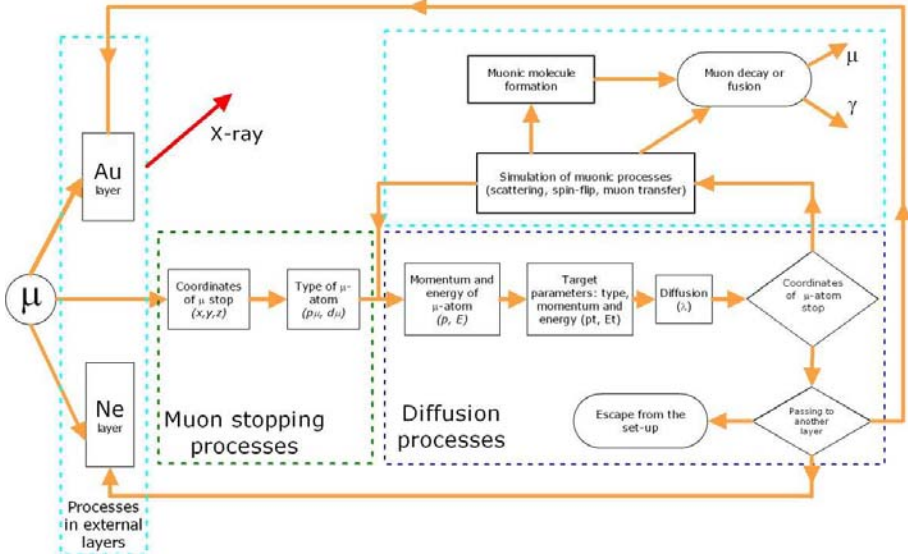 μ
Au
layer
Ne
layer
Processes
in external
layers
X-ray
Coordinates
of μ stop
(x,y,z)
Type of μ-
atom
(pμ, dμ)
Muon stopping
processes
Muonic molecule
formation
Muon decay or
fusion
μ
γ
Simulation of muonic processes
(scattering, spin-flip, muon transfer)
Momentum and
energy of
μ-atom
(p, E)
Target
parameters: type,
momentum and
energy (pt, Et)
Diffusion
(λ)
Coordinates
of μ-atom
stop
Passing to
another
layer
Escape from the
set-up
Diffusion
processes